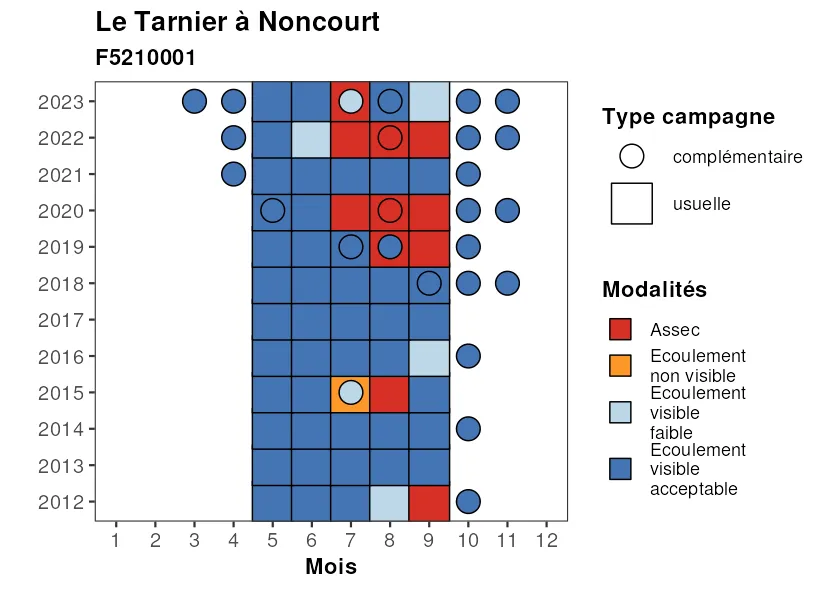 Le Tarnier à Noncourt
F5210001
2023
2022
2021
2020
2019
2018
2017
2016
2015
2014
2013
2012
1 2 3 4 5 6 7 8 9 10 11 12
Mois
Type campagne
complémentaire
usuelle
Modalités
Assec
Ecoulement
non visible
Ecoulement
visible
faible
Ecoulement
visible
acceptable